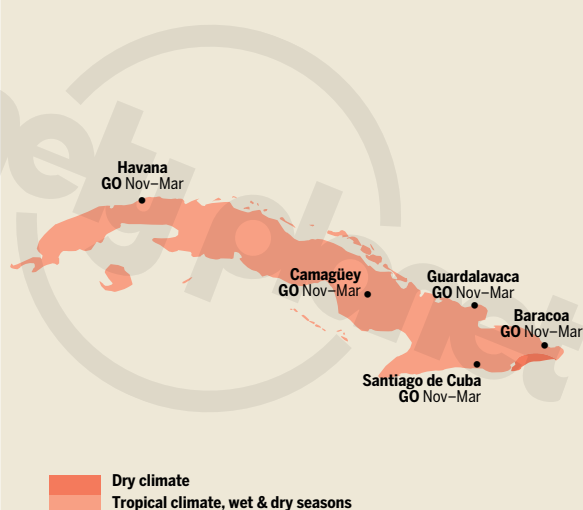 Havana
GO Nov–Mar
Camagüey
GO Nov–Mar
Guardalavaca
GO Nov–Mar
Baracoa
GO Nov–Mar
Santiago de Cuba
GO Nov–Mar
Dry climate
Tropical climate, wet & dry seasons